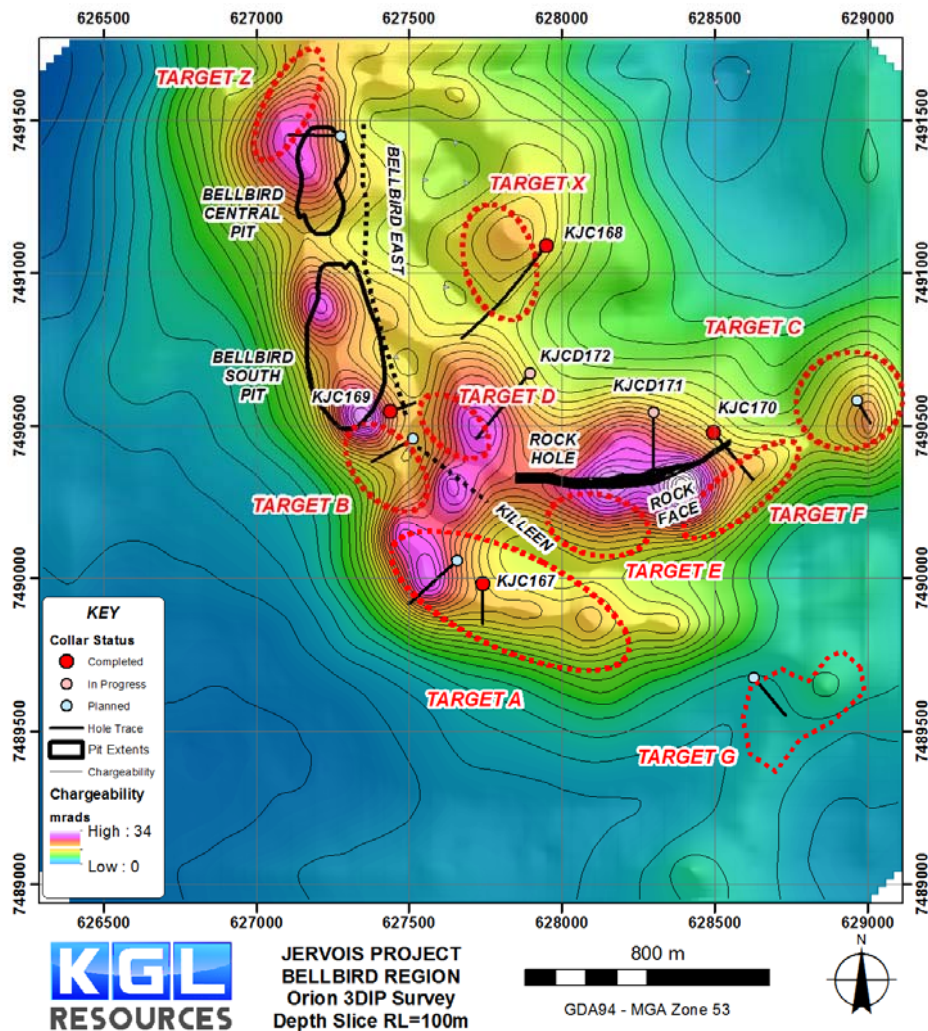 626500 627000 627500 628000 628500 629000
7491500 7491500
7491000 7491000
7490500 7490500
7490000 7490000
7489500 7489500
7489000 7489000
TARGET Z
BELLBIRD
CENTRAL
PIT
BELLBIRD EAST
TARGET X
KJC168
TARGET C
BELLBIRD
SOUTH
PIT
KJCD172
KJC169
TARGET D
KJCD171
KJC170
ROCK
HOLE
ROCK
FACE
TARGET B
KILLEEN
TARGET F
TARGET E
KJC167
TARGET A
TARGET G
KEY
Collar Status
Completed
In Progress
Planned
Hole Trace
Pit Extents
Chargeability
Chargeability
mrads
High : 34
Low : 0
626500 627000 627500 628000 628500 629000
KGL
RESOURCES
JERVOIS PROJECT
BELLBIRD REGION
Orion 3DIP Survey
Depth Slice RL=100m
800 m
GDA94 - MGA Zone 53
N